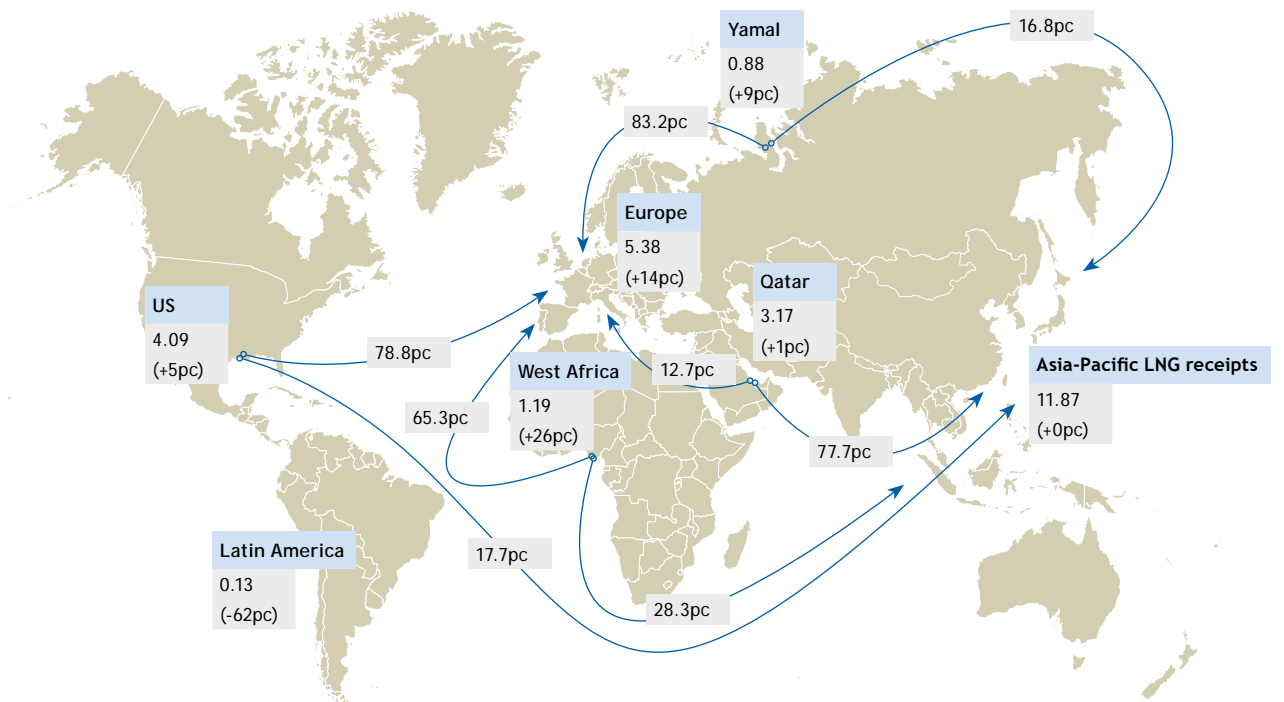 Yamal
0.88
(+9pc)
16.8pc
83.2pc
Europe
5.38
(+14pc)
Qatar
3.17
(+1pc)
US
4.09
(+5pc)
78.8pc
West Africa
1.19
(+26pc)
12.7pc
Asia-Pacific LNG receipts
11.87
(+0pc)
65.3pc
77.7pc
Latin America
0.13
(-62pc)
17.7pc
28.3pc